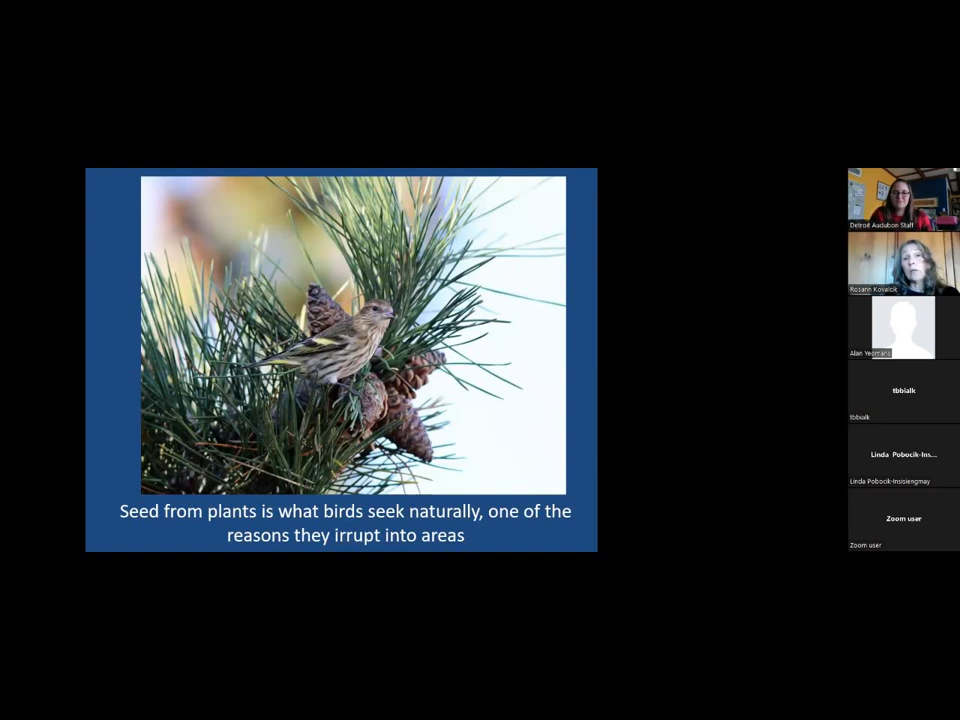 Seed from plants is what birds seek naturally, one of the
reasons they irrupt into areas
Detroit Audubon Staff
Rosann Kovalcik
Alan Yeomans
tbbialk
tbbialk
Linda Pobocik-Ins...
Linda Pobocik-Insisiengmay
Zoom user
Zoom user